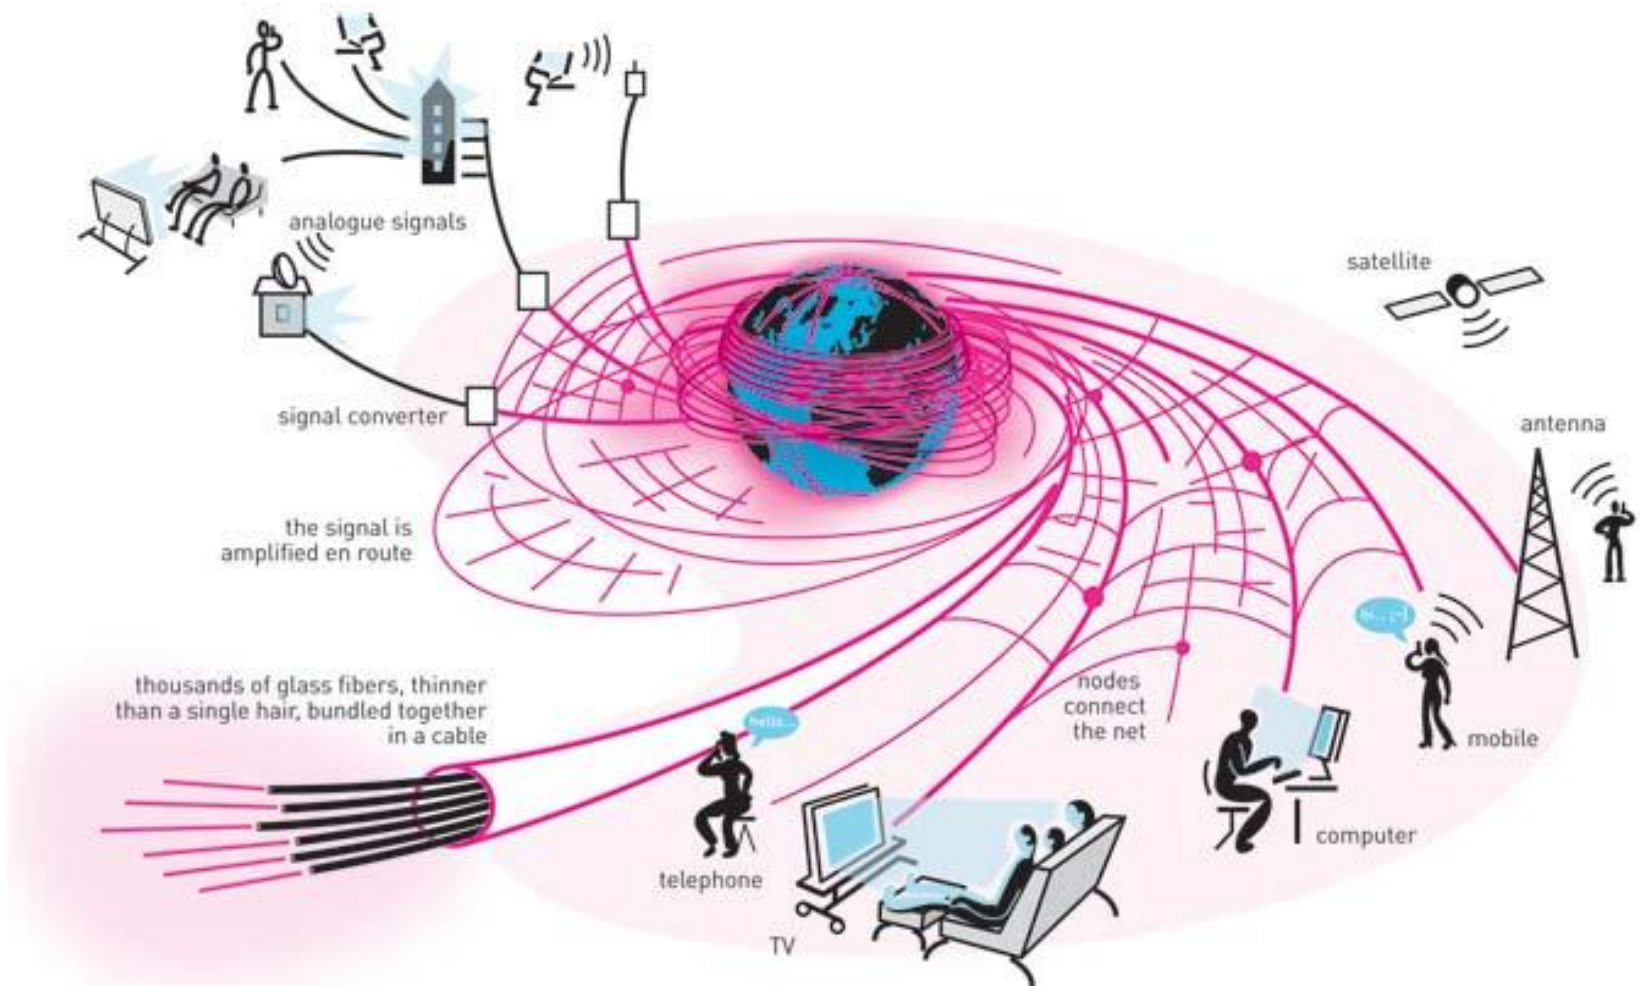 analogue signals
satellite
signal converter
antenna
the signal is
amplified en route
thousands of glass fibers, thinner
than a single hair, bundled together
in a cable
nodes
connect
the net
hello...
mobile
computer
telephone
TV